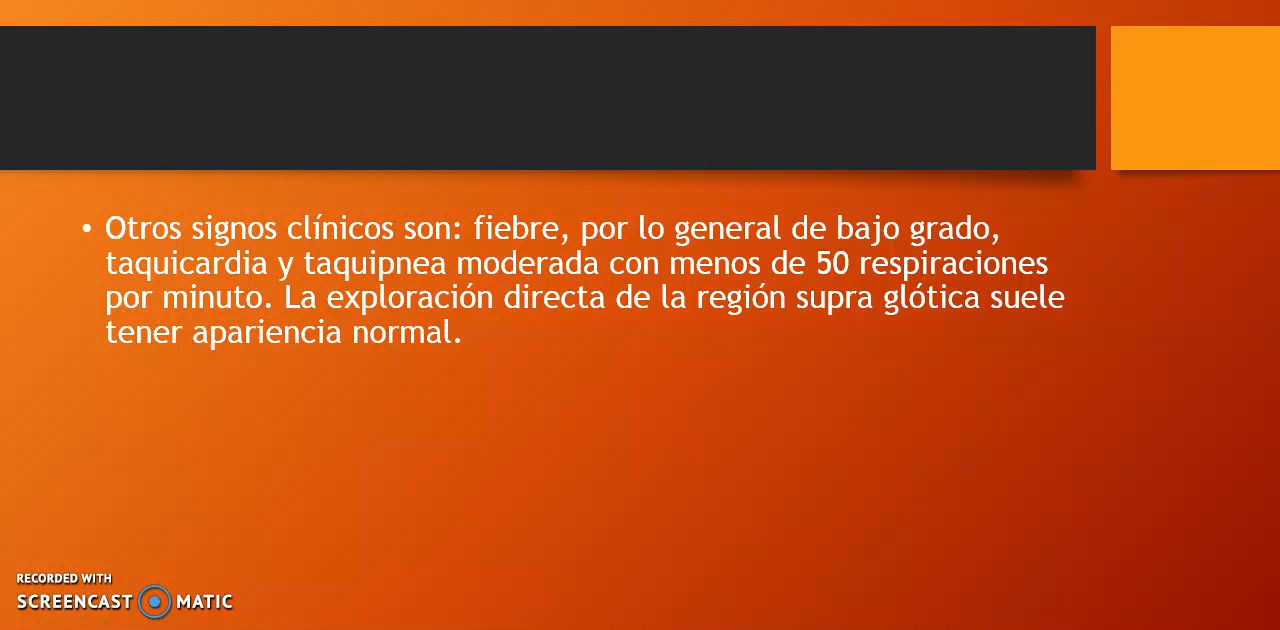 • Otros signos clínicos son: fiebre, por lo general de bajo grado,
taquicardia y taquipnea moderada con menos de 50 respiraciones
por minuto. La exploración directa de la región supra glótica suele
tener apariencia normal.
RECORDED WITH
SCREENCAST MATIC